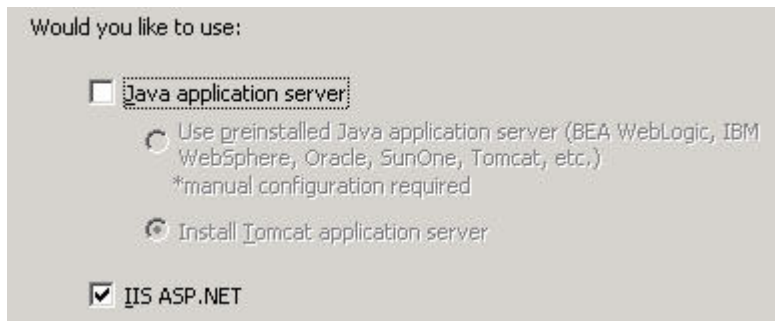 Would you like to use:
Java application server
Use preinstalled Java application server (BEA WebLogic, IBM
WebSphere, Oracle, SunOne, Tomcat, etc.)
*manual configuration required
Install Tomcat application server
IIS ASP.NET